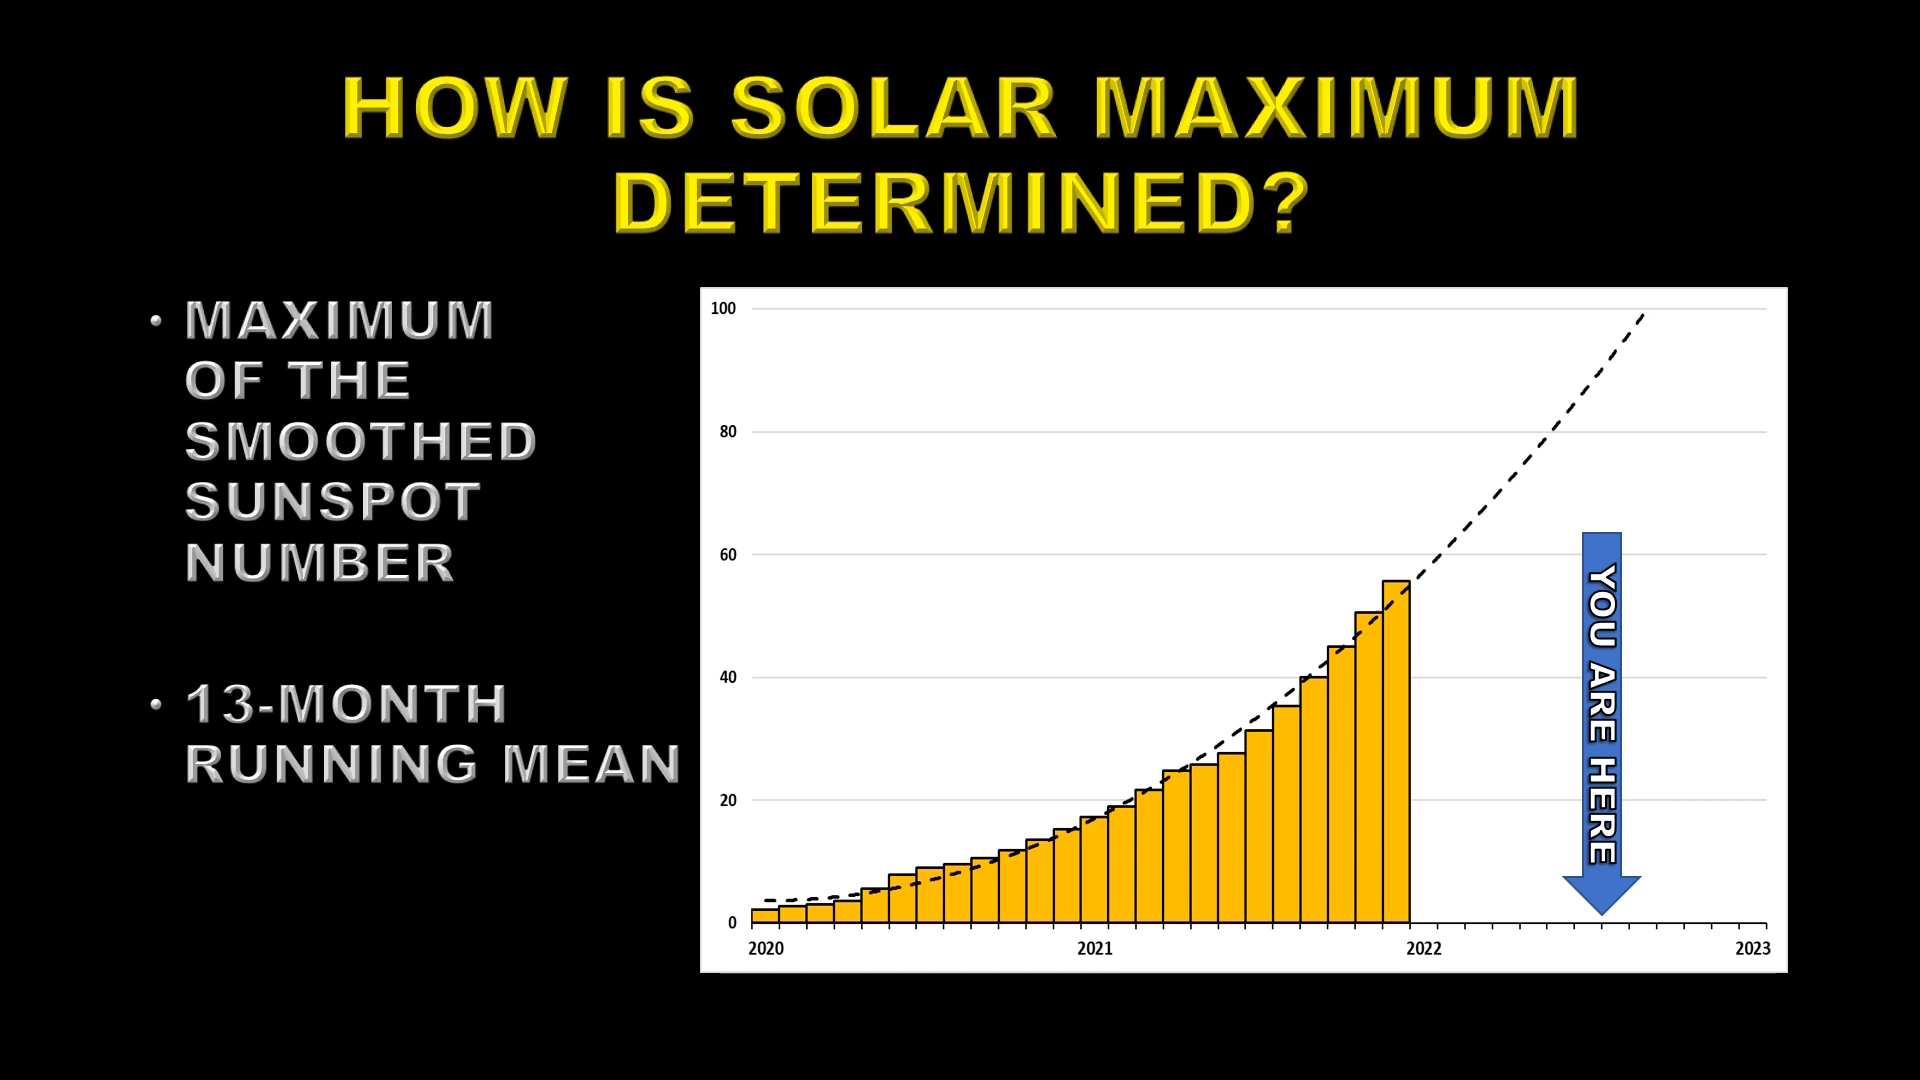 HOW IS SOLAR MAXIMUM
DETERMINED?
• MAXIMUM
OF THE
SMOOTHED
SUNSPOT
NUMBER
• 13-MONTH
RUNNING MEAN
100
80
60
40
20
0
2020
2021
2022
2023
YOU ARE HERE